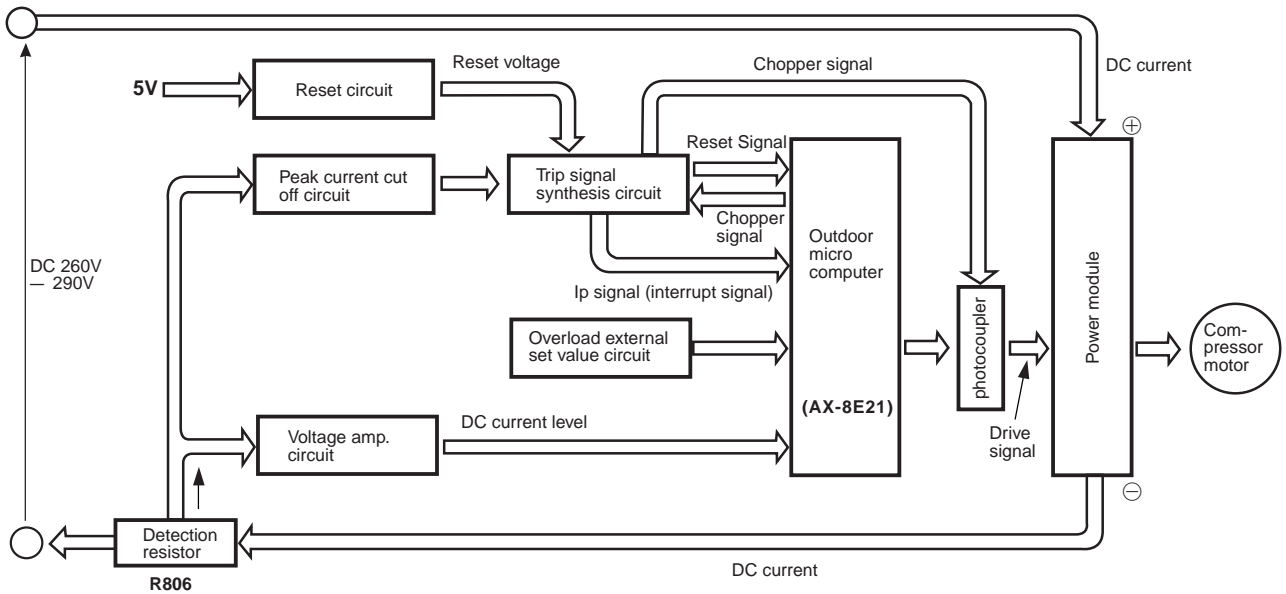 Reset voltage
Chopper signal
DC current
5V
Reset circuit
Reset Signal
Peak current cut
off circuit
Trip signal
synthesis circuit
Chopper
signal
Outdoor
micro
computer
(AX-8E21)
DC 260V
— 290V
Ip signal (interrupt signal)
Overload external
set value circuit
photocoupler
Power module
+
−
Com-
pressor
motor
Drive
signal
Voltage amp.
circuit
DC current level
Detection
resistor
R806
DC current